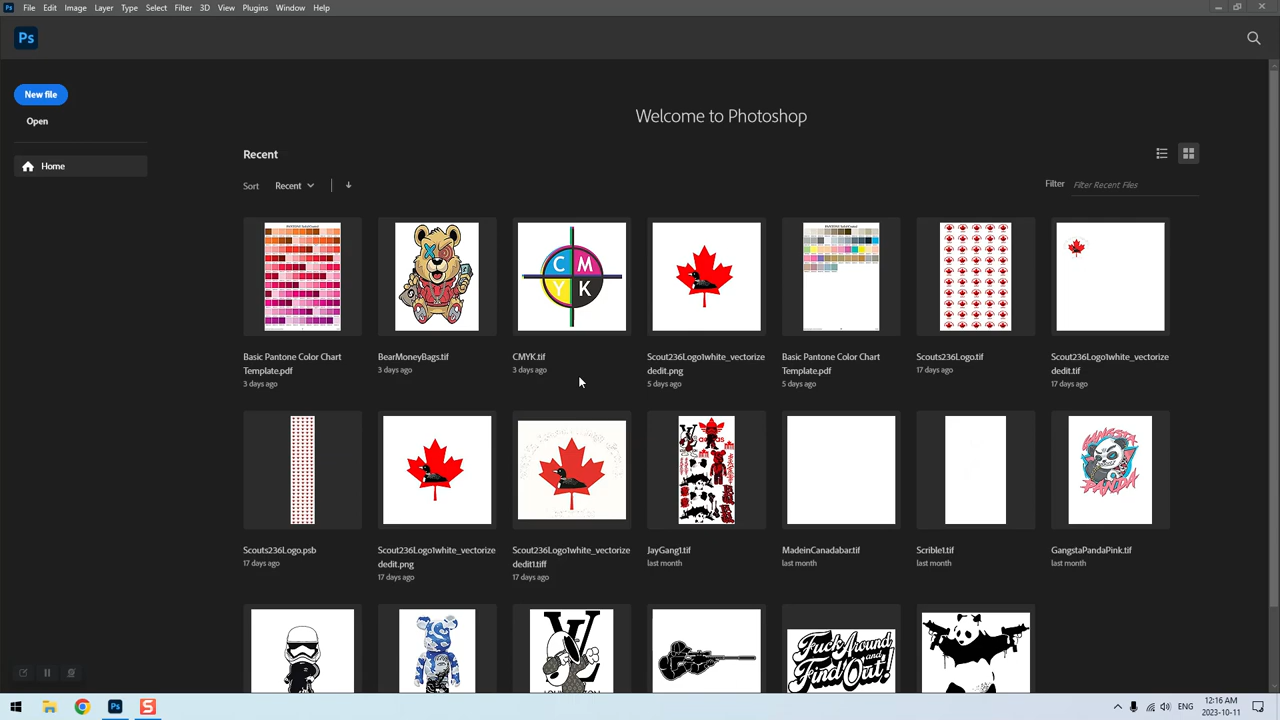 Ps File Edit Image Layer Type Select Filter 3D View Plugins Window Help
Ps
New file
Open
Home
Welcome to Photoshop
Recent
Sort Recent
Filter Filter Recent Files
C M
Y K
Basic Pantone Color Chart
Template.pdf
3 days ago
BearMoneyBags.tif
3 days ago
CMYK.tif
3 days ago
Scout236Logo1white_vectorize
dedit.png
5 days ago
Basic Pantone Color Chart
Template.pdf
5 days ago
Scouts236Logo.tif
17 days ago
Scout236Logo1white_vectorize
dedit.tif
17 days ago
GANGSTA
PANDA
Scouts236Logo.psb
17 days ago
Scout236Logo1white_vectorize
dedit.png
17 days ago
Scout236Logo1white_vectorize
dedit1.tiff
17 days ago
JayGang1.tif
last month
MadeinCanadabar.tif
last month
Scrible1.tif
last month
GangstaPandaPink.tif
last month
Fuck Around
and
Find Out!
Ps S
ENG
12:16 AM
2023-10-11